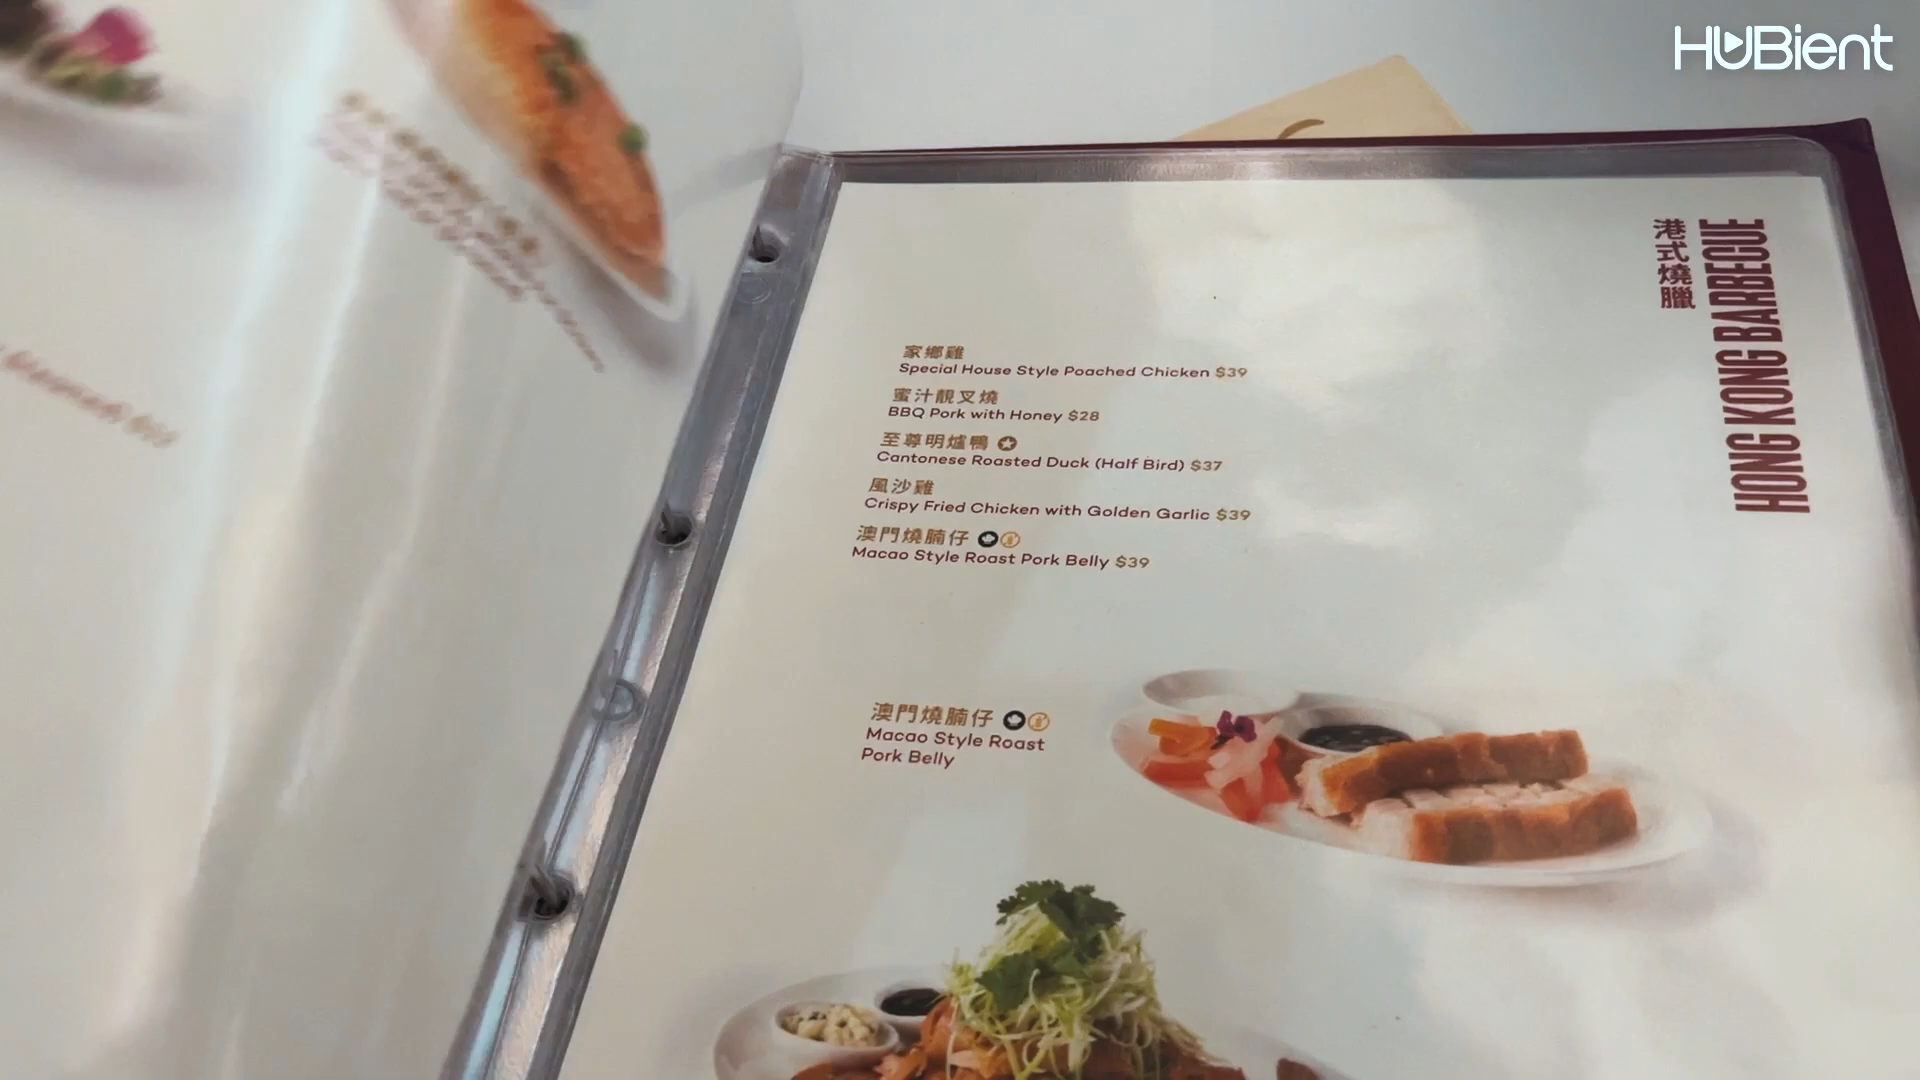 HUBient
港式燒臘
HONG KONG BARBECUE
家鄉雞
Special House Style Poached Chicken $39
蜜汁靚叉燒
BBQ Pork with Honey $28
至尊明爐鴨
Cantonese Roasted Duck (Half Bird) $37
風沙雞
Crispy Fried Chicken with Golden Garlic $39
澳門燒腩仔
Macao Style Roast Pork Belly $39
澳門燒腩仔
Macao Style Roast
Pork Belly